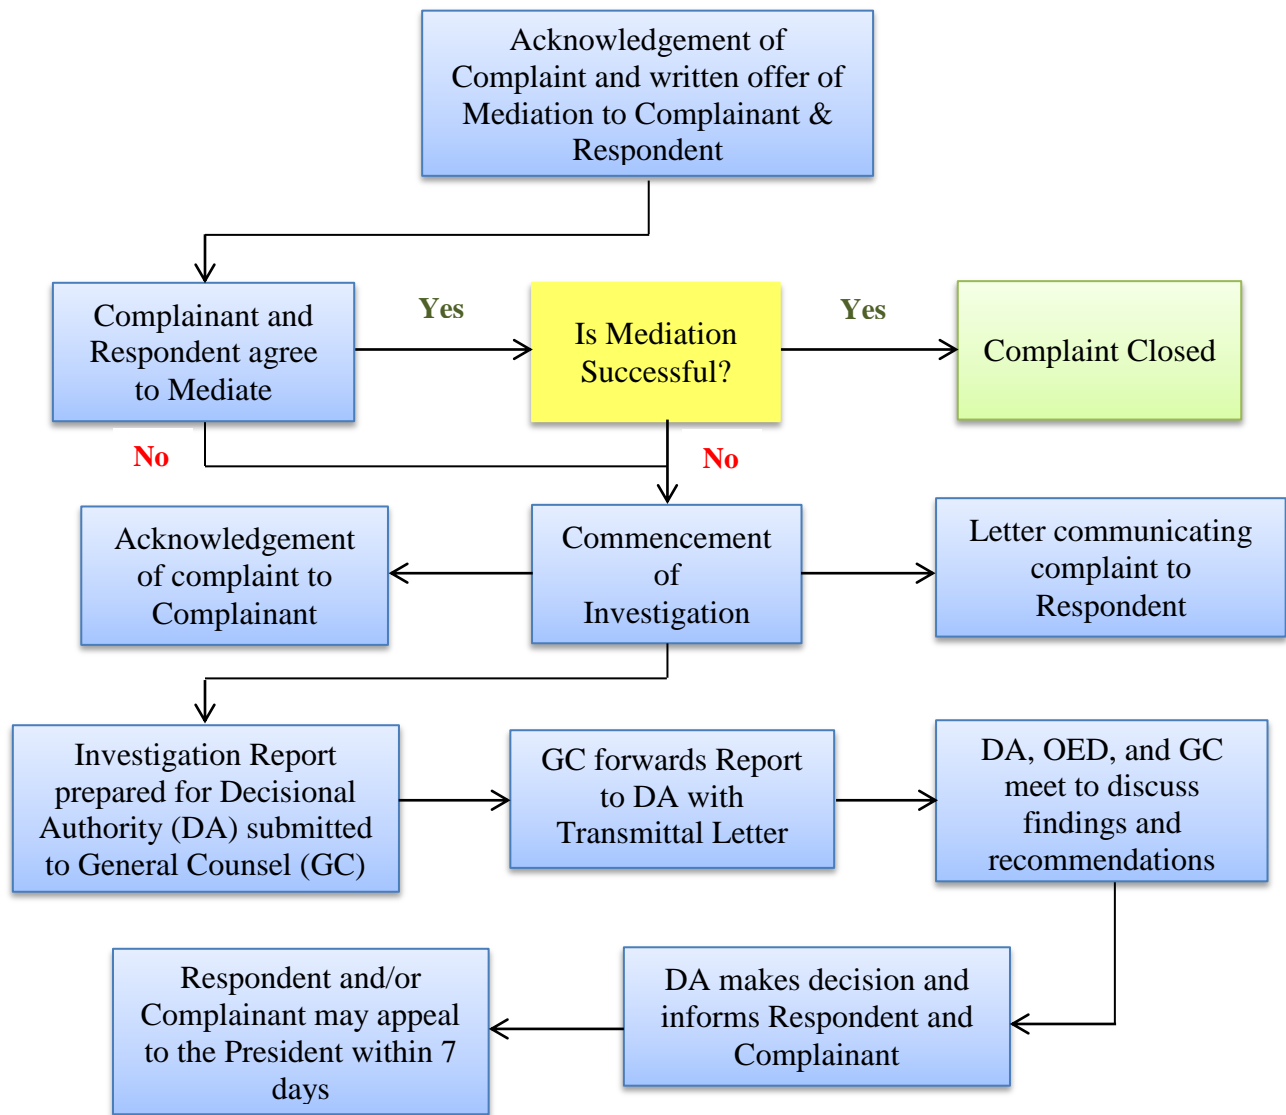 Acknowledgement of
Complaint and written offer of
Mediation to Complainant &
Respondent
Complainant and
Respondent agree
to Mediate
Yes
Is Mediation
Successful?
Yes
Complaint Closed
No
No
Acknowledgement
of complaint to
Complainant
Commencement
of
Investigation
Letter communicating
complaint to
Respondent
Investigation Report
prepared for Decisional
Authority (DA) submitted
to General Counsel (GC)
GC forwards Report
to DA with
Transmittal Letter
DA, OED, and GC
meet to discuss
findings and
recommendations
Respondent and/or
Complainant may appeal
to the President within 7
days
DA makes decision and
informs Respondent and
Complainant